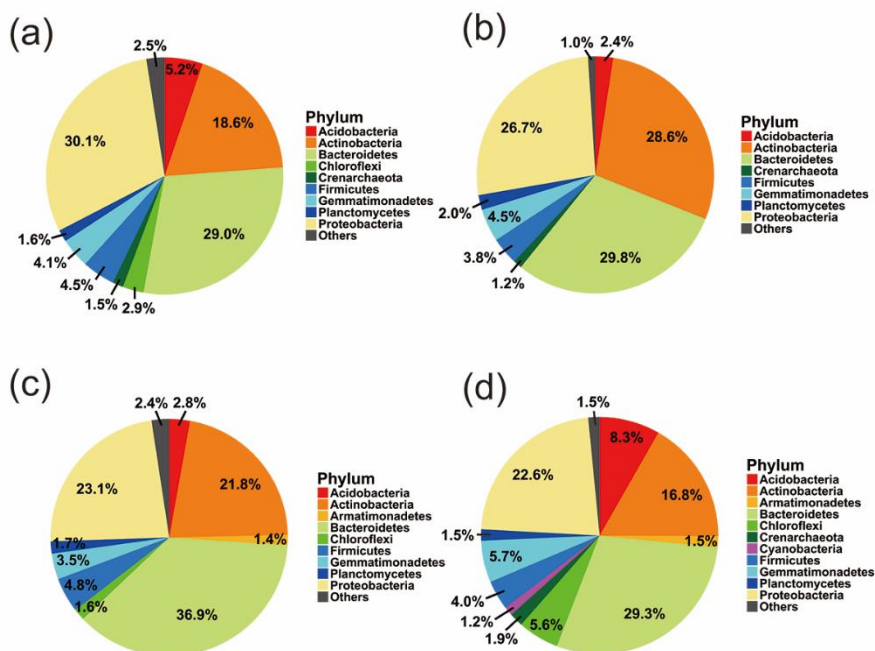 (a)
2.5%
5.2%
18.6%
30.1%
29.0%
1.6%
4.1%
4.5%
1.5%
2.9%
Phylum
Acidobacteria
Actinobacteria
Bacteroidetes
Chloroflexi
Crenarchaeota
Firmicutes
Gemmatimonadetes
Planctomycetes
Proteobacteria
Others
(b)
1.0%
2.4%
26.7%
28.6%
2.0%
4.5%
3.8%
1.2%
29.8%
Phylum
Acidobacteria
Actinobacteria
Bacteroidetes
Crenarchaeota
Firmicutes
Gemmatimonadetes
Planctomycetes
Proteobacteria
Others
(c)
2.4%
2.8%
23.1%
21.8%
1.4%
1.7%
3.5%
4.8%
1.6%
36.9%
Phylum
Acidobacteria
Actinobacteria
Armatimonadetes
Bacteroidetes
Chloroflexi
Firmicutes
Gemmatimonadetes
Planctomycetes
Proteobacteria
Others
(d)
1.5%
8.3%
22.6%
16.8%
1.5%
1.5%
5.7%
4.0%
1.2%
1.9%
5.6%
29.3%
Phylum
Acidobacteria
Actinobacteria
Armatimonadetes
Bacteroidetes
Chloroflexi
Crenarchaeota
Cyanobacteria
Firmicutes
Gemmatimonadetes
Planctomycetes
Proteobacteria
Others